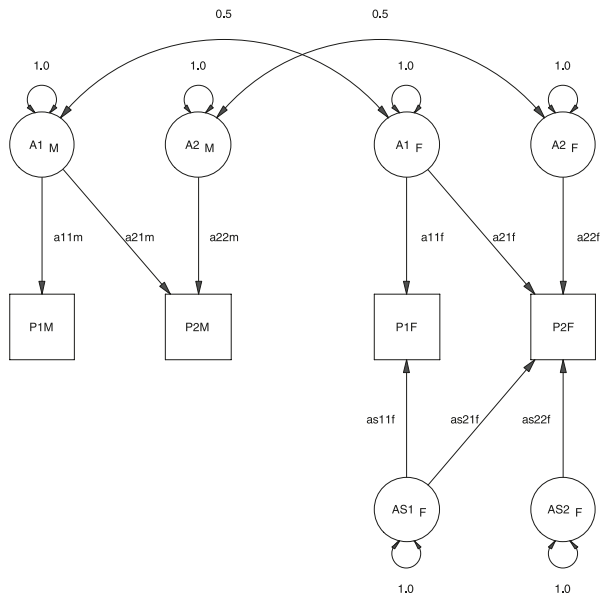 0.5 0.5
1.0 1.0 1.0 1.0
A1 M A2 M A1 F A2 F
a11m a21m a22m a11f a21f a22f
P1M P2M P1F P2F
as11f as21f as22f
AS1 F AS2 F
1.0 1.0